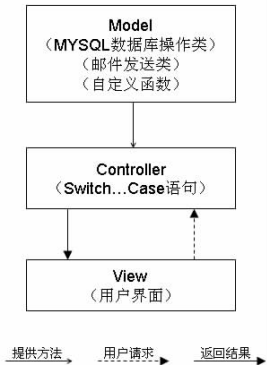 Model
（MYSQL数据库操作类）
（邮件发送类）
（自定义函数）
Controller
（Switch…Case语句）
View
（用户界面）
提供方法 用户请求 返回结果